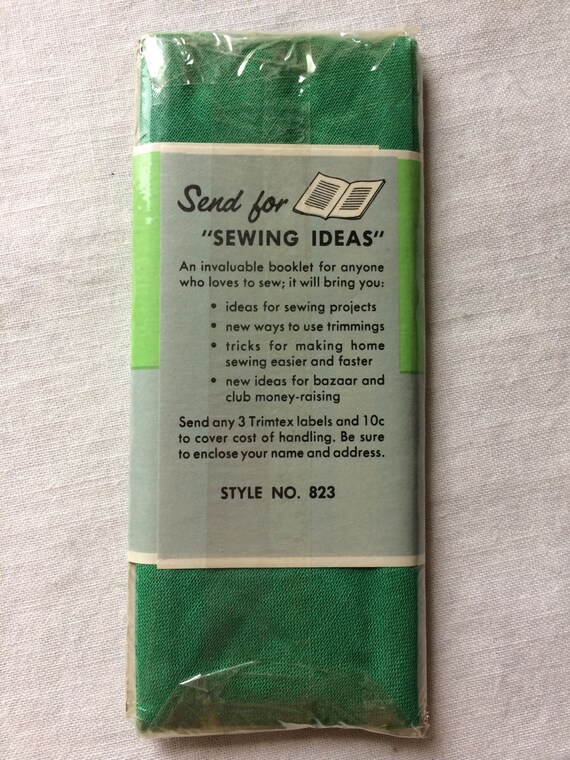 Send for
"SEWING IDEAS"
An invaluable booklet for anyone
who loves to sew; it will bring you:
• ideas for sewing projects
• new ways to use trimmings
• tricks for making home
sewing easier and faster
• new ideas for bazaar and
club money-raising
Send any 3 Trimtex labels and 10c
to cover cost of handling. Be sure
to enclose your name and address.
STYLE NO. 823